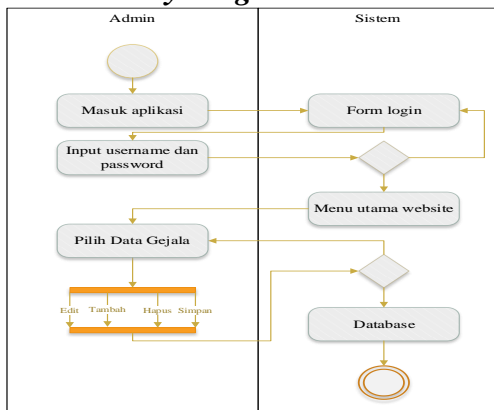 Admin
Sistem
Masuk aplikasi
Form login
Input username dan
password
Menu utama website
Pilih Data Gejala
Edit Tambah Hapus Simpan
Database